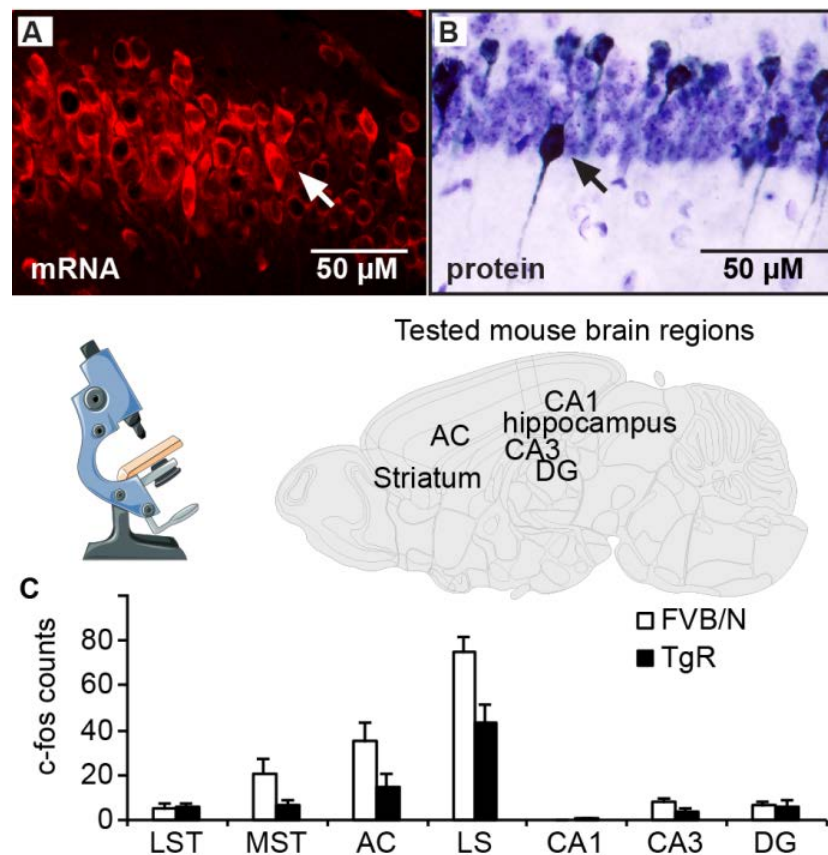 A
B
mRNA
50 µM
protein
50 µM
Tested mouse brain regions
CA1
hippocampus
AC
CA3
Striatum
DG
C
FVB/N
TgR
c-fos counts
80
60
40
20
0
LST MST AC LS CA1 CA3 DG